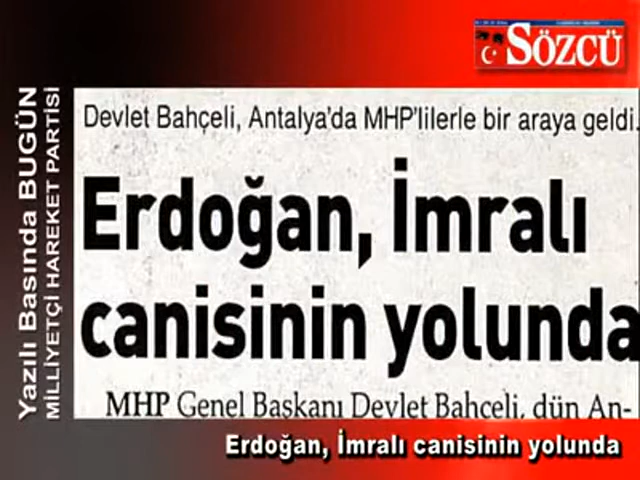 SÖZCÜ
Yazılı Basında BUGÜN
MİLLİYETÇİ HAREKET PARTİSİ
Devlet Bahçeli, Antalya'da MHP'lilerle bir araya geldi.
Erdoğan, İmralı
canisinin yolunda
MHP Genel Başkanı Devlet Bahçeli, dün An-
Erdoğan, İmralı canisinin yolunda